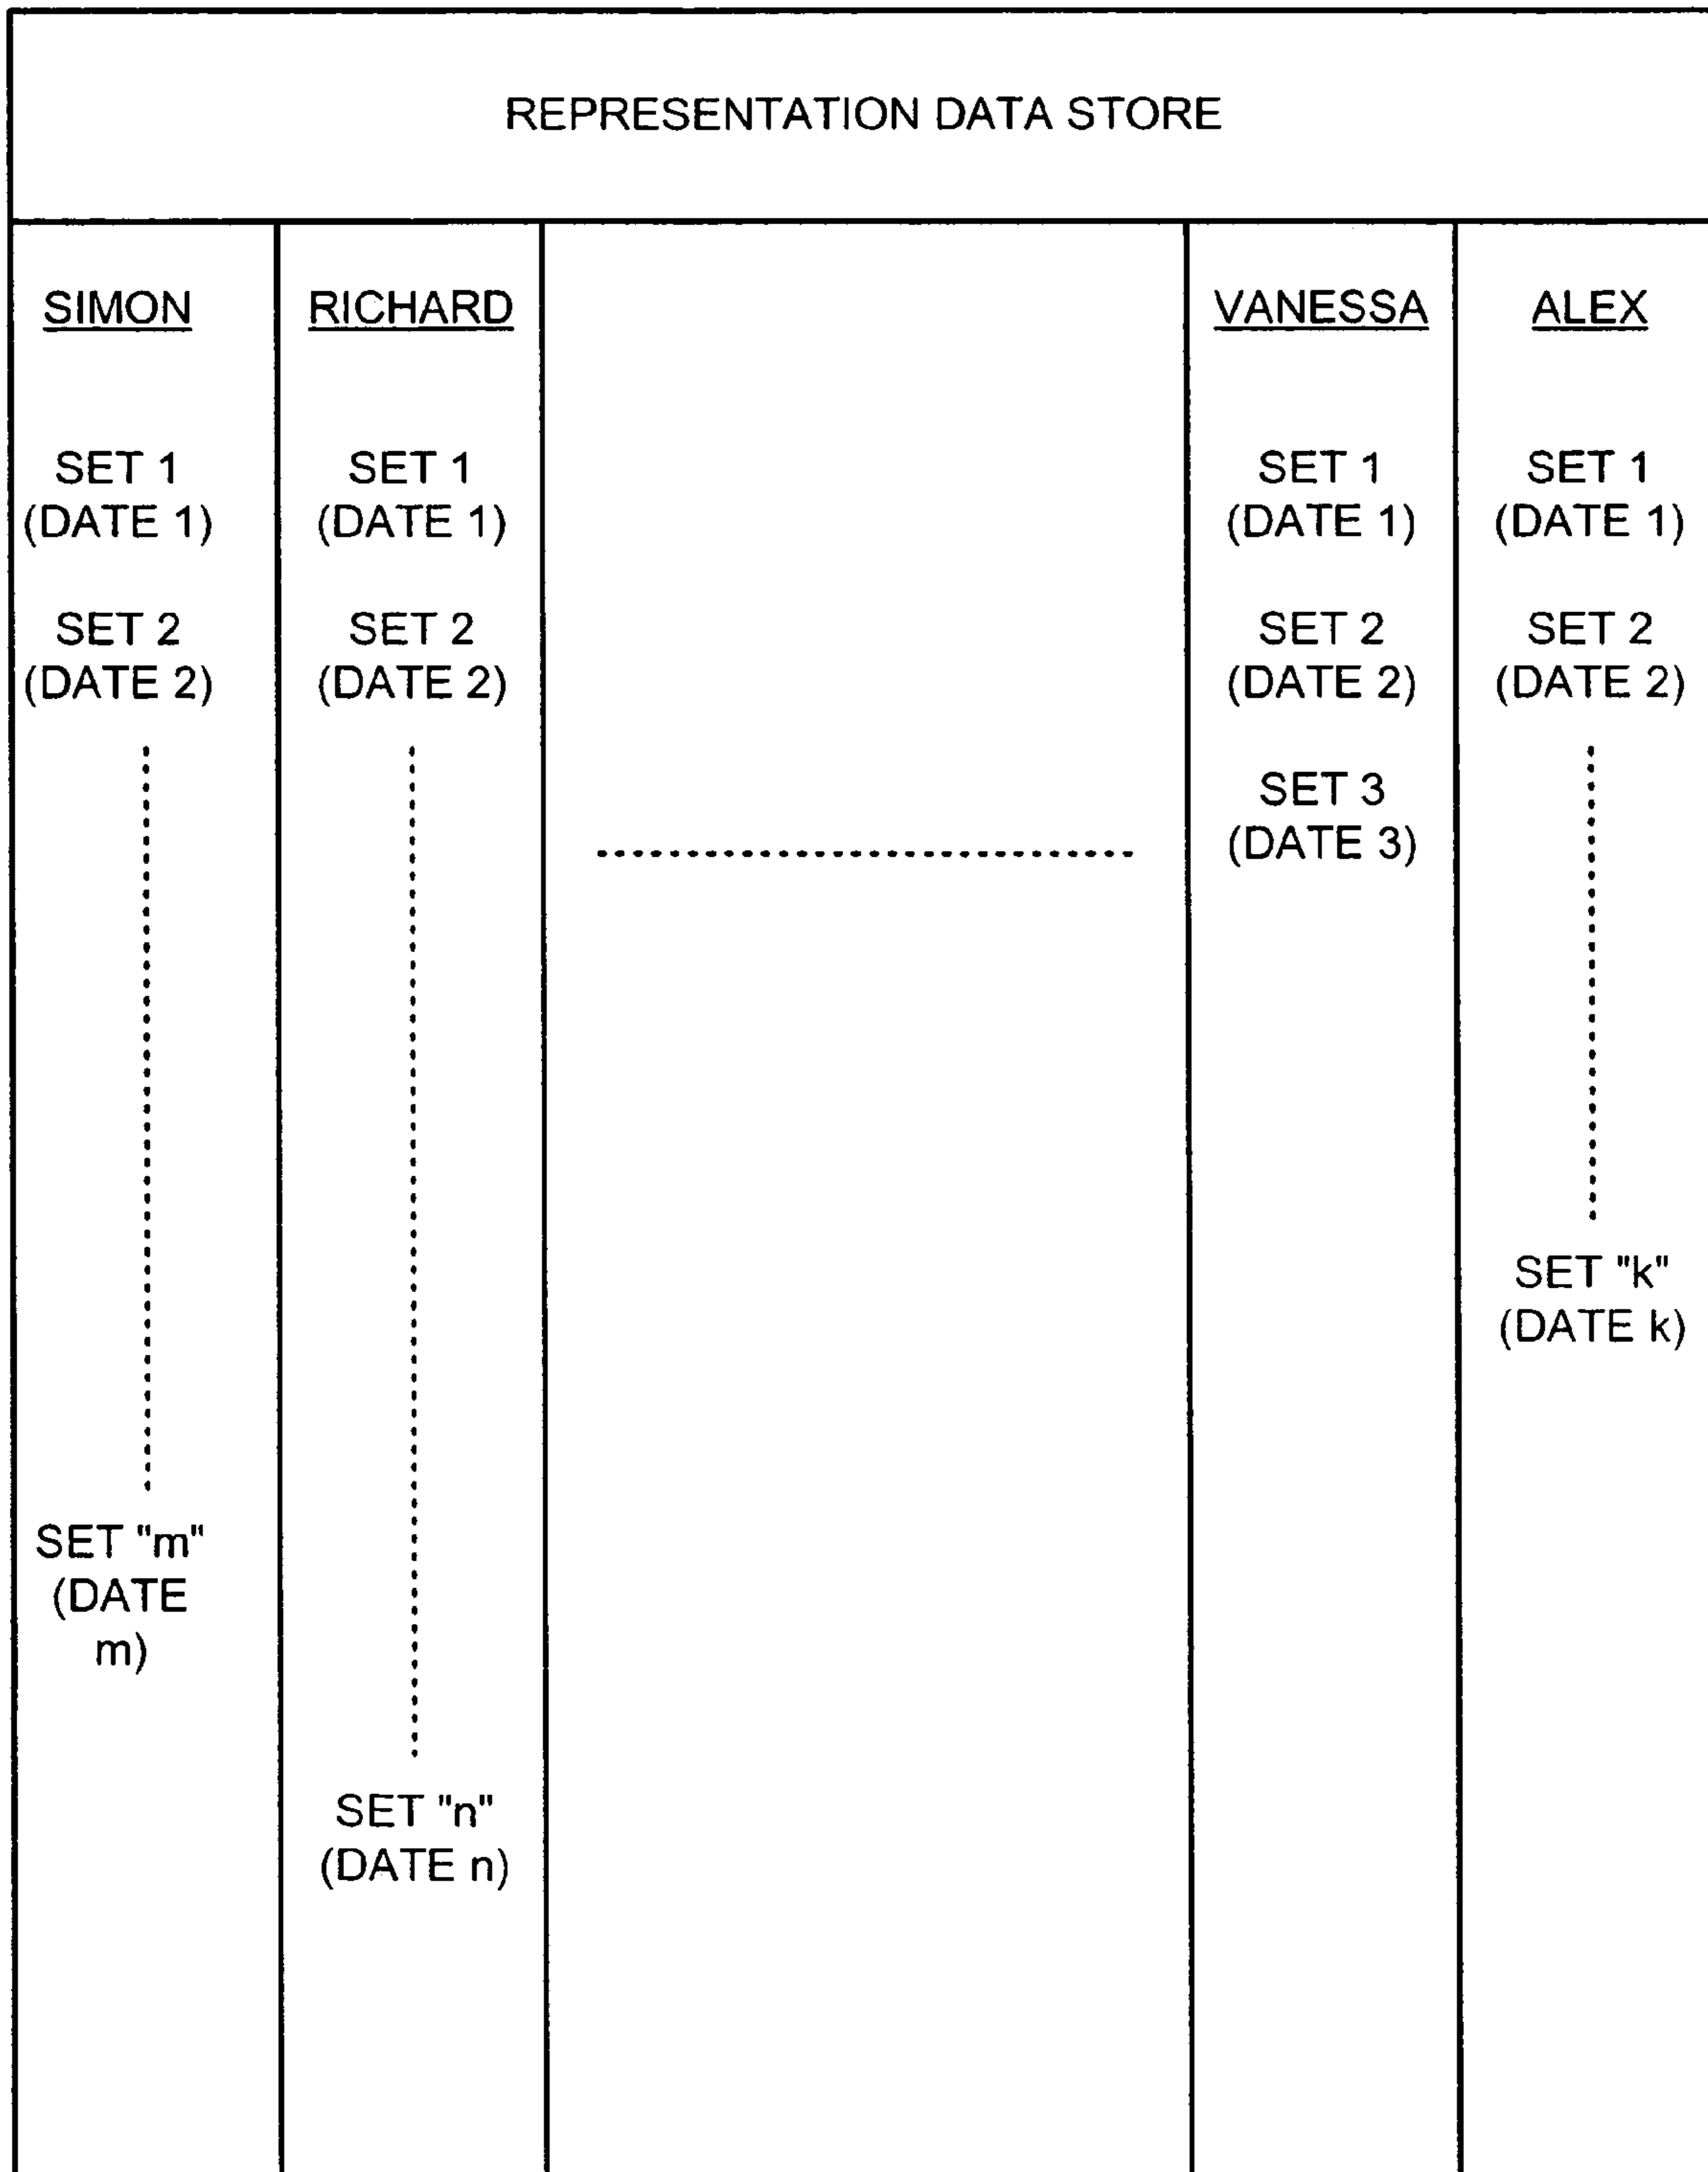 REPRESENTATION DATA STORE
SIMON
SET 1
(DATE 1)
SET 2
(DATE 2)
SET "m"
(DATE
m)
RICHARD
SET 1
(DATE 1)
SET 2
(DATE 2)
SET "n"
(DATE n)
VANESSA
SET 1
(DATE 1)
SET 2
(DATE 2)
SET 3
(DATE 3)
ALEX
SET 1
(DATE 1)
SET 2
(DATE 2)
SET "k"
(DATE k)